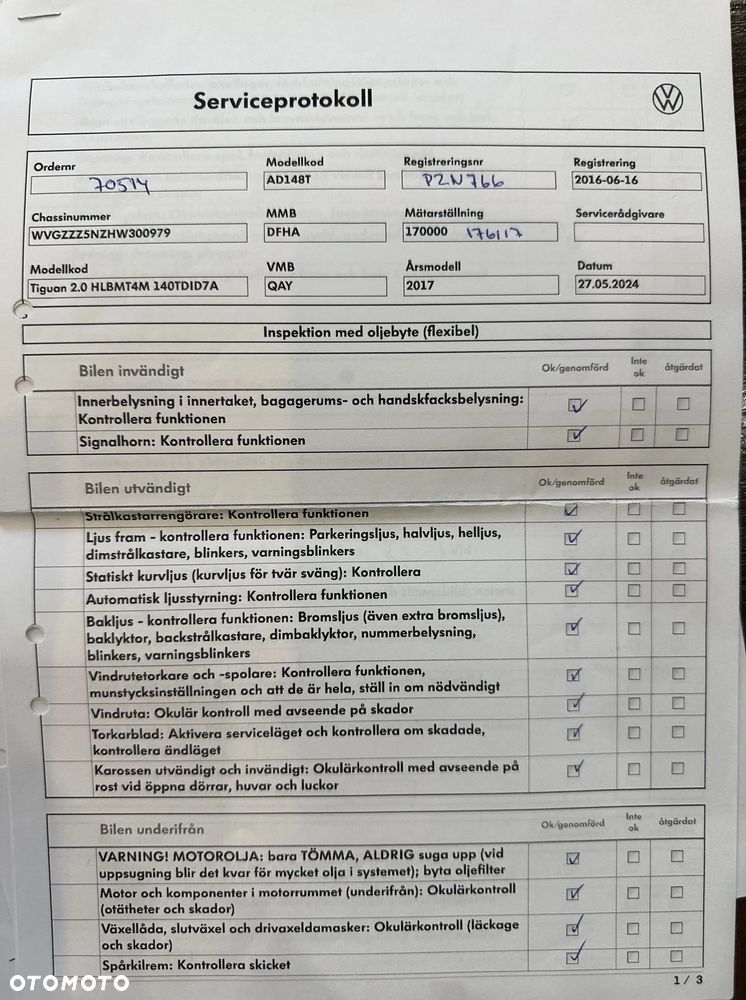 Serviceprotokoll
Ordernr
70514
Modellkod
AD148T
Registreringsnr
PZN766
Registrering
2016-06-16
Chassinummer
WVGZZZ5NZHW300979
MMB
DFHA
Mätarställning
170000 176117
Servicerådgivare
Modellkod
Tiguan 2.0 HLBMT4M 140TDID7A
VMB
QAY
Årsmodell
2017
Datum
27.05.2024
Inspektion med oljebyte (flexibel)
Bilen invändigt
Ok/genomförd
Inte
ok
åtgärdat
Innerbelysning i innertaket, bagagerums- och handskfacksbelysning:
Kontrollera funktionen
Signalhorn: Kontrollera funktionen
Bilen utvändigt
Ok/genomförd
Inte
ok
åtgärdat
Strålkastarrengörare: Kontrollera funktionen
Ljus fram - kontrollera funktionen: Parkeringsljus, halvljus, helljus,
dimstrålkastare, blinkers, varningsblinkers
Statiskt kurvljus (kurvljus för tvär sväng): Kontrollera
Automatisk ljusstyrning: Kontrollera funktionen
Bakljus - kontrollera funktionen: Bromsljus (även extra bromsljus),
baklyktor, backstrålkastare, dimbaklyktor, nummerbelysning,
blinkers, varningsblinkers
Vindrutetorkare och -spolare: Kontrollera funktionen,
munstycksinställningen och att de är hela, ställ in om nödvändigt
Vindruta: Okulär kontroll med avseende på skador
Torkarblad: Aktivera serviceläget och kontrollera om skadade,
kontrollera ändläget
Karossen utvändigt och invändigt: Okulärkontroll med avseende på
rost vid öppna dörrar, huvar och luckor
Bilen underifrån
Ok/genomförd
Inte
ok
åtgärdat
VARNING! MOTOROLJA: bara TÖMMA, ALDRIG suga upp (vid
uppsugning blir det kvar för mycket olja i systemet); byta oljefilter
Motor och komponenter i motorrummet (underifrån): Okulärkontroll
(otätheter och skador)
Växellåda, slutväxel och drivaxeldamasker: Okulärkontroll (läckage
och skador)
Spårkilrem: Kontrollera skicket
1 / 3
OTOMOTO